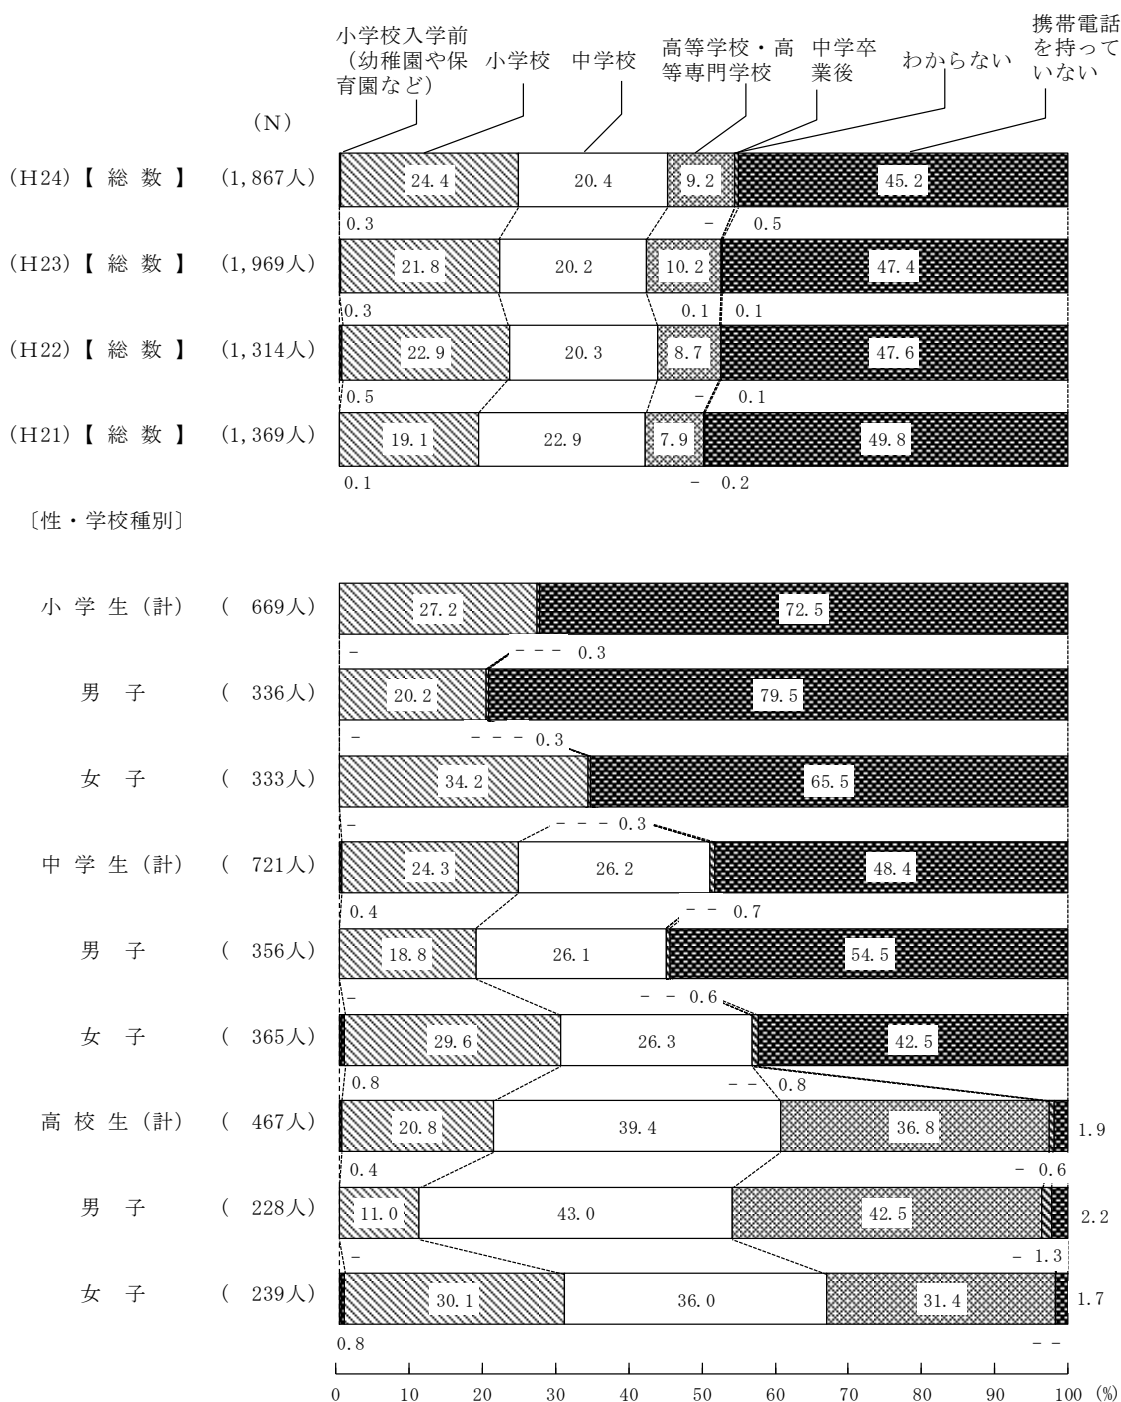 小学校入学前
（幼稚園や保
育園など）
小学校
中学校
高等学校・高
等専門学校
中学卒
業後
わからない
携帯電話
を持って
いない
（N）
(H24)【 総 数 】 (1,867人) 24.4 20.4 9.2 45.2
0.3 － 0.5
(H23)【 総 数 】 (1,969人) 21.8 20.2 10.2 47.4
0.3 0.1 0.1
(H22)【 総 数 】 (1,314人) 22.9 20.3 8.7 47.6
0.5 － 0.1
(H21)【 総 数 】 (1,369人) 19.1 22.9 7.9 49.8
0.1 － 0.2
〔性・学校種別〕
小 学 生（計） ( 669人) 27.2 72.5
－ －－－ 0.3
男 子 ( 336人) 20.2 79.5
－ －－－ 0.3
女 子 ( 333人) 34.2 65.5
－ －－－ 0.3
中 学 生（計） ( 721人) 24.3 26.2 48.4
0.4 －－ 0.7
男 子 ( 356人) 18.8 26.1 54.5
－ －－ 0.6
女 子 ( 365人) 29.6 26.3 42.5
0.8 －－ 0.8
高 校 生（計） ( 467人) 20.8 39.4 36.8 1.9
0.4 － 0.6
男 子 ( 228人) 11.0 43.0 42.5 2.2
－ － 1.3
女 子 ( 239人) 30.1 36.0 31.4 1.7
0.8 －－
0 10 20 30 40 50 60 70 80 90 100 (%)